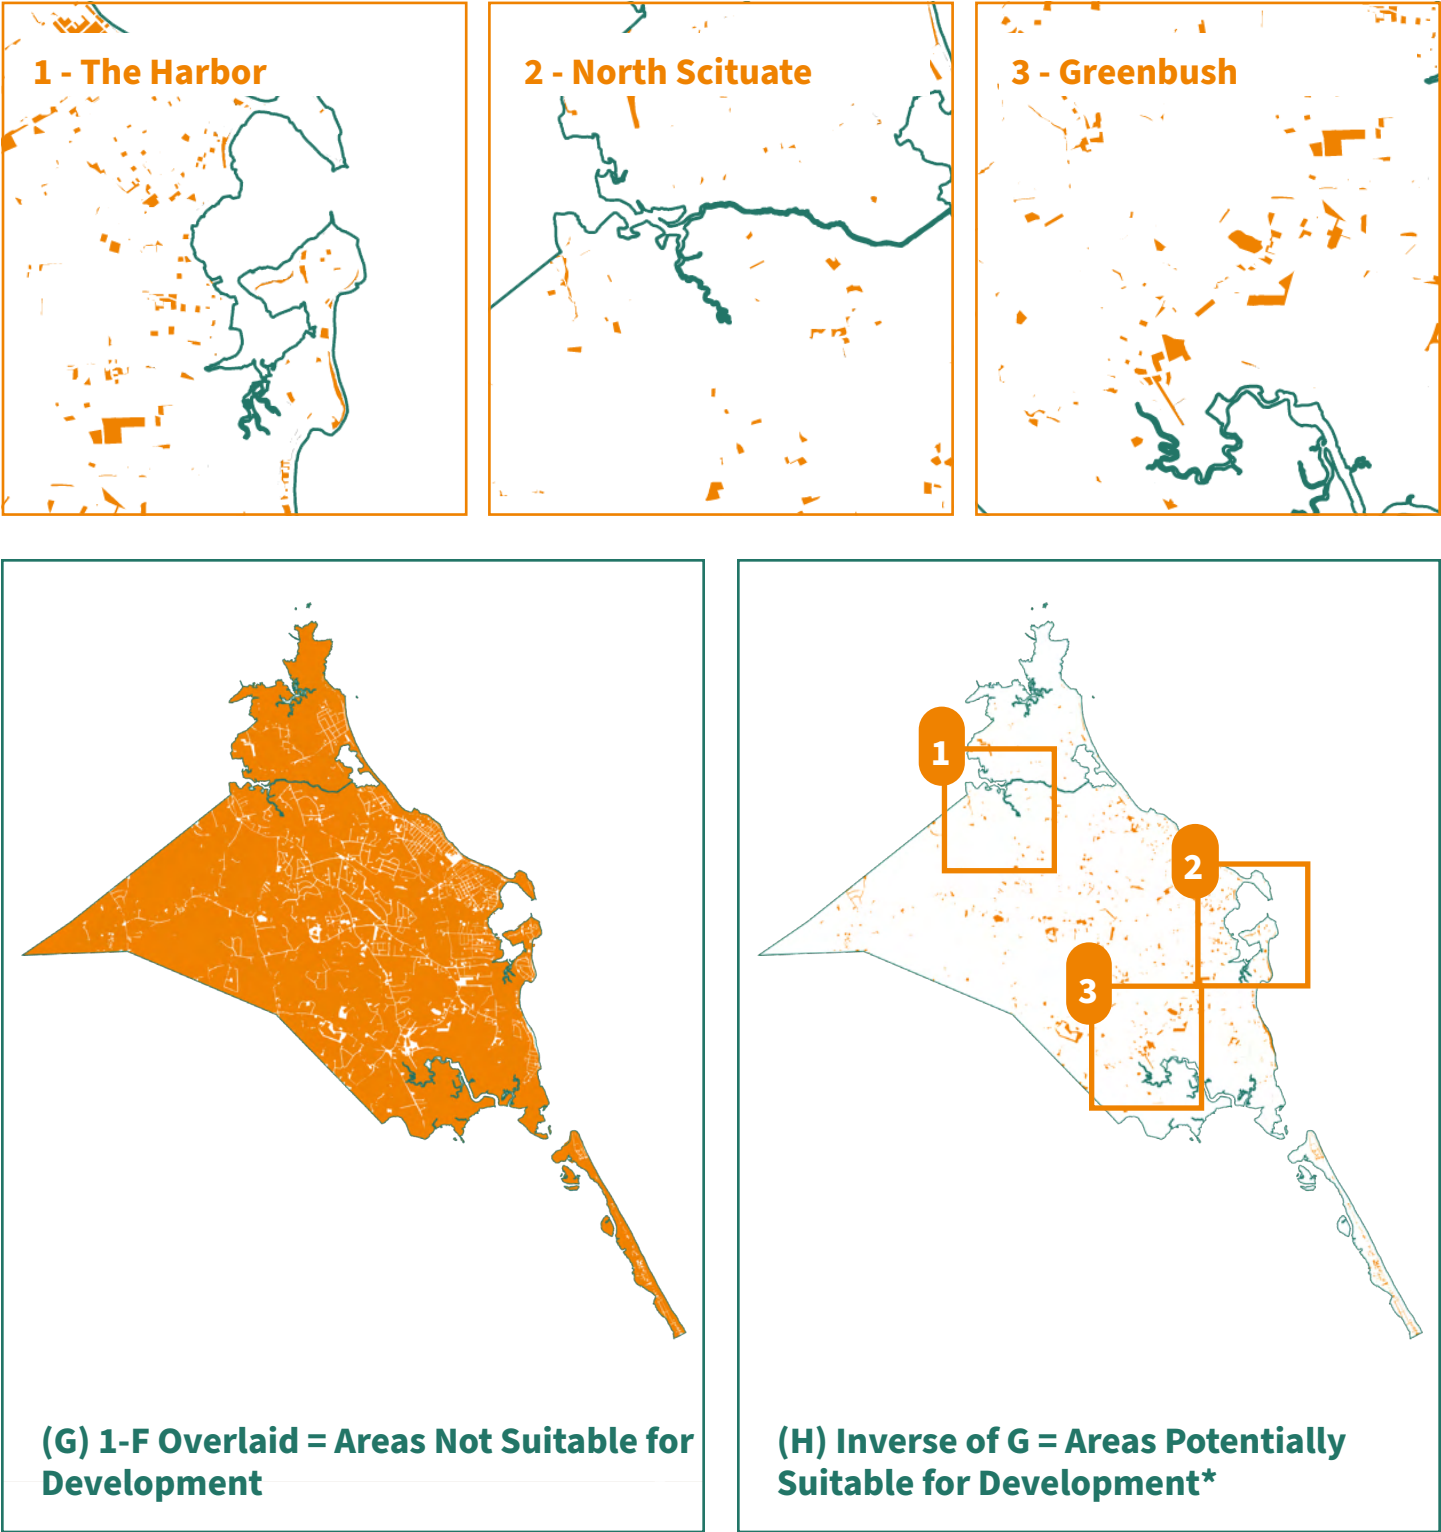 1 - The Harbor
2 - North Scituate
3 - Greenbush
(G) 1-F Overlaid = Areas Not Suitable for
Development
1
2
3
(H) Inverse of G = Areas Potentially
Suitable for Development*